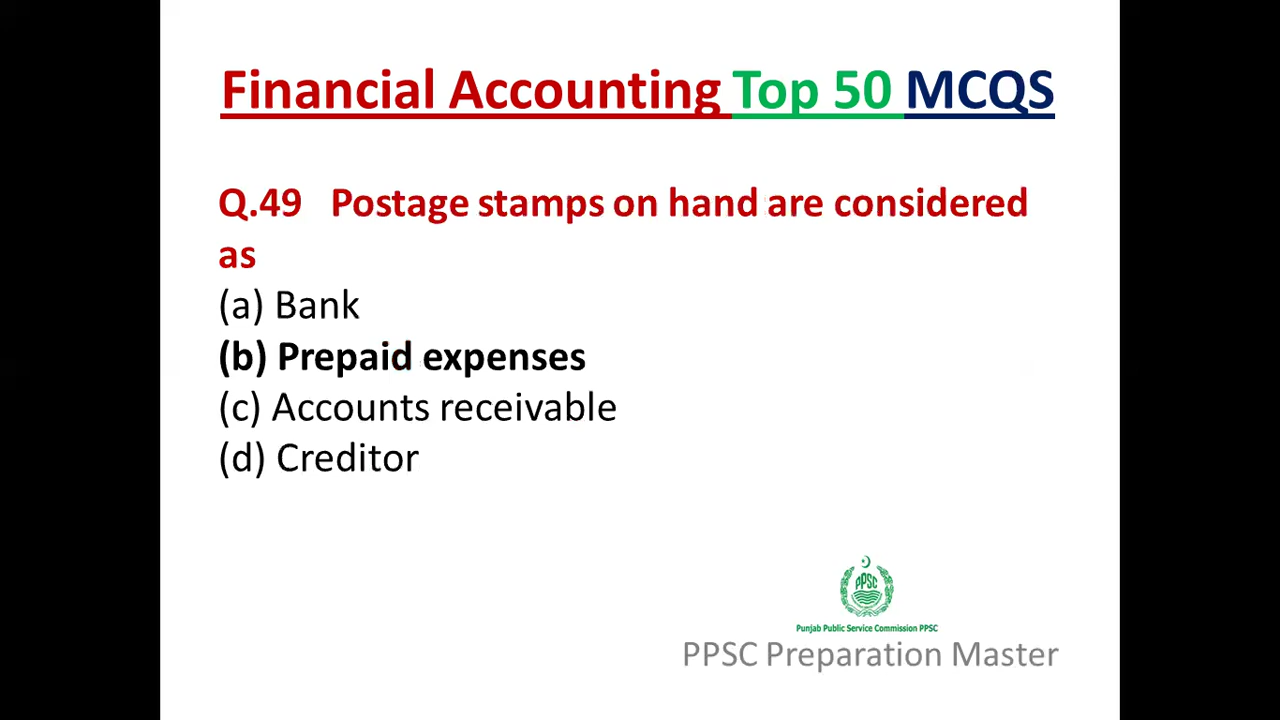 Financial Accounting Top 50 MCQS
Q.49 Postage stamps on hand are considered
as
(a) Bank
(b) Prepaid expenses
(c) Accounts receivable
(d) Creditor
PPSC
Punjab Public Service Commission PPSC
PPSC Preparation Master